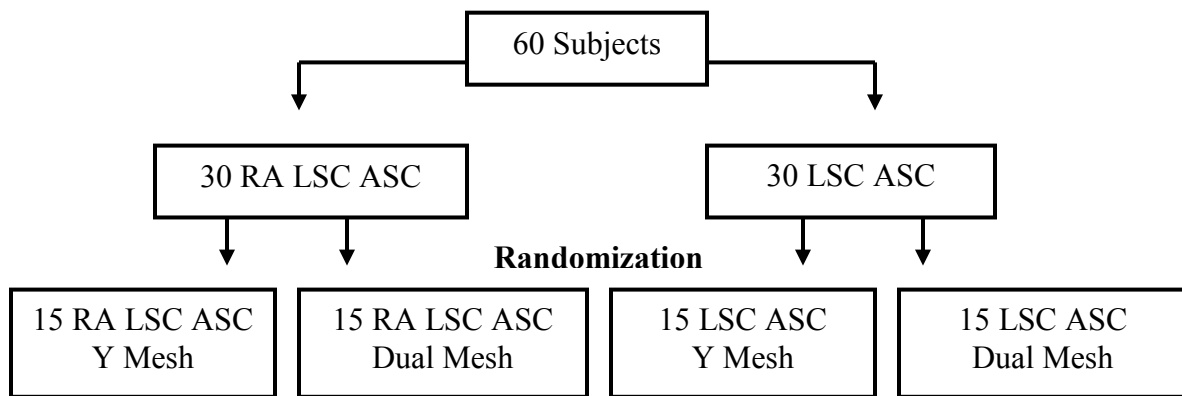 60 Subjects
30 RA LSC ASC
30 LSC ASC
Randomization
15 RA LSC ASC
Y Mesh
15 RA LSC ASC
Dual Mesh
15 LSC ASC
Y Mesh
15 LSC ASC
Dual Mesh